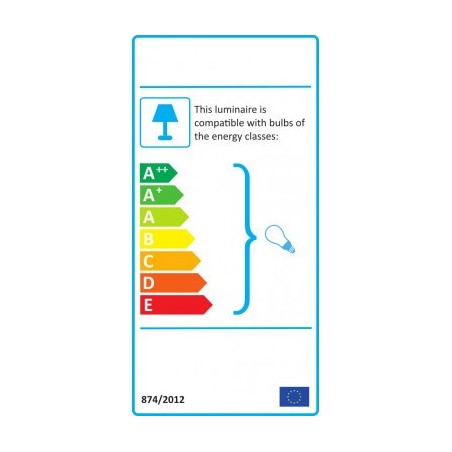 This luminaire is
compatible with bulbs of
the energy classes:
A++
A+
A
B
C
D
E
874/2012